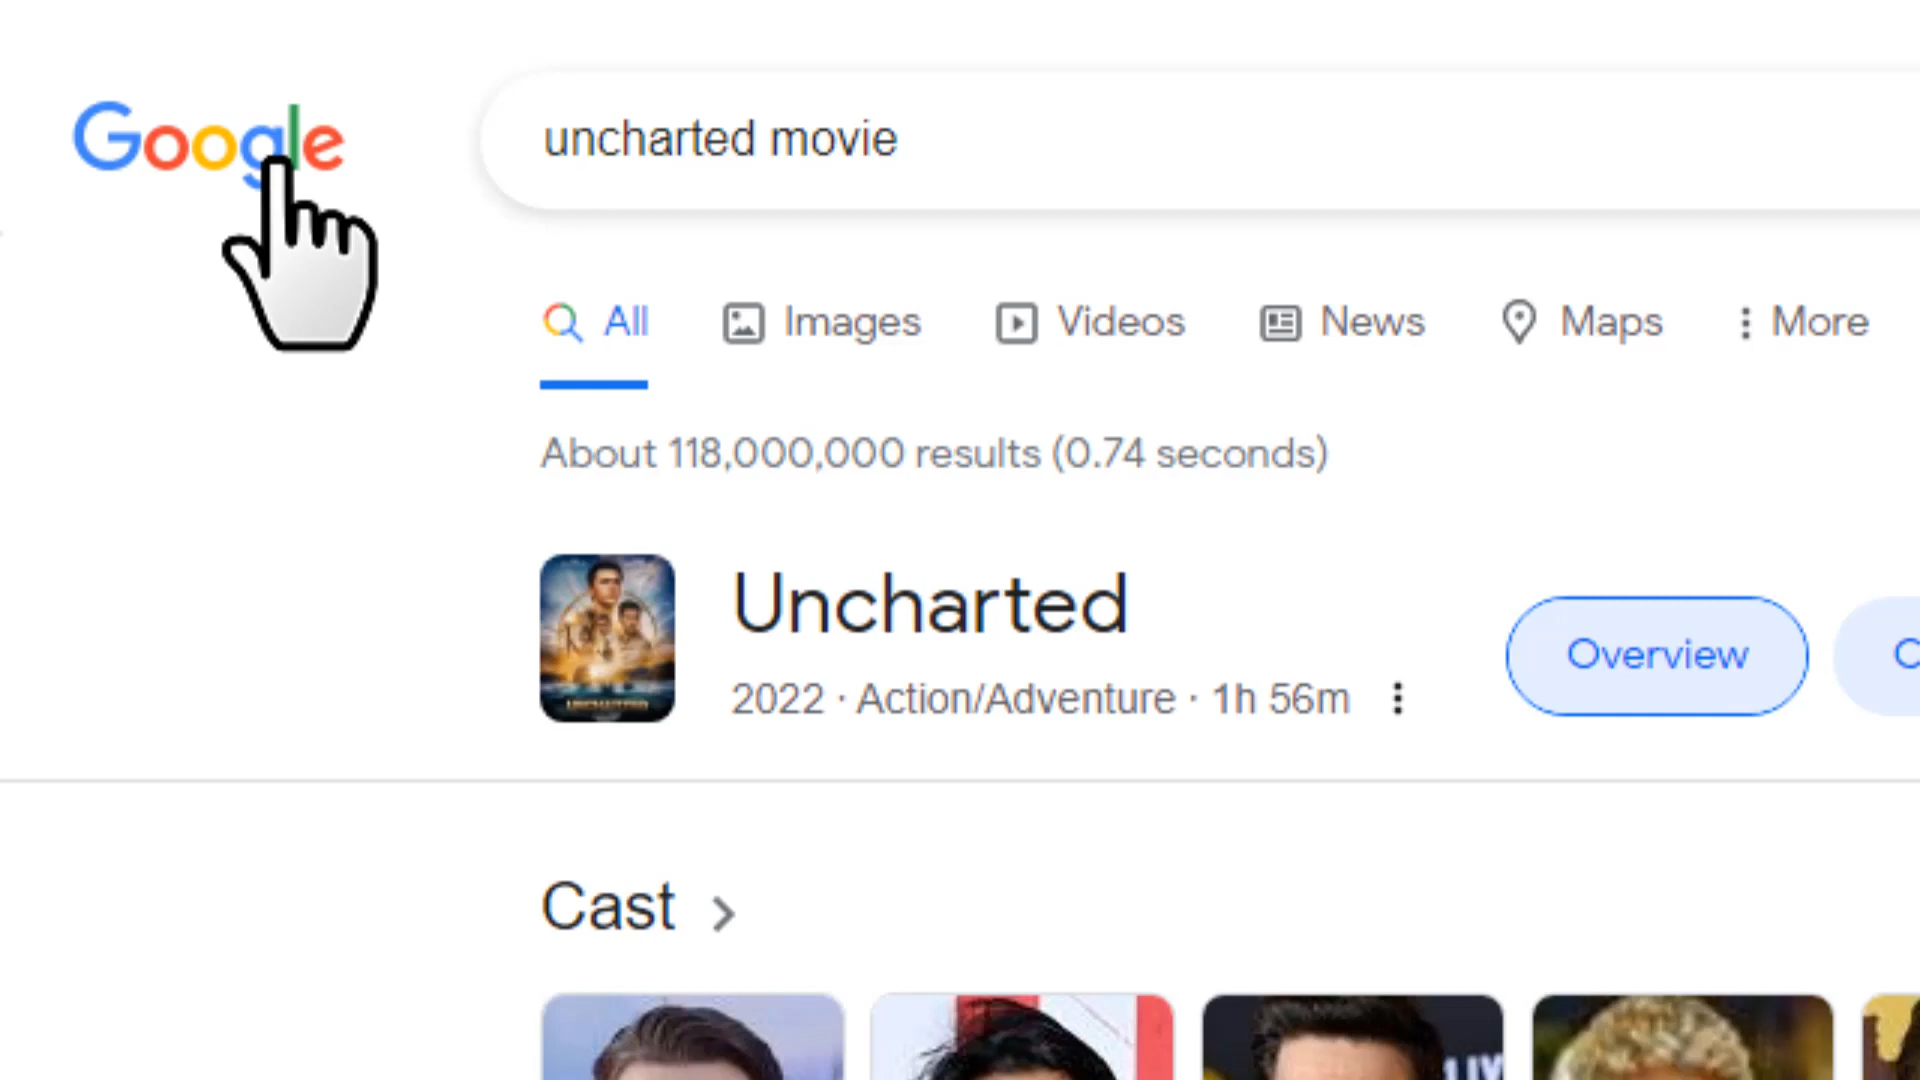 Google
uncharted movie
All Images Videos News Maps More
About 118,000,000 results (0.74 seconds)
Uncharted
2022 · Action/Adventure · 1h 56m
Overview
Cast